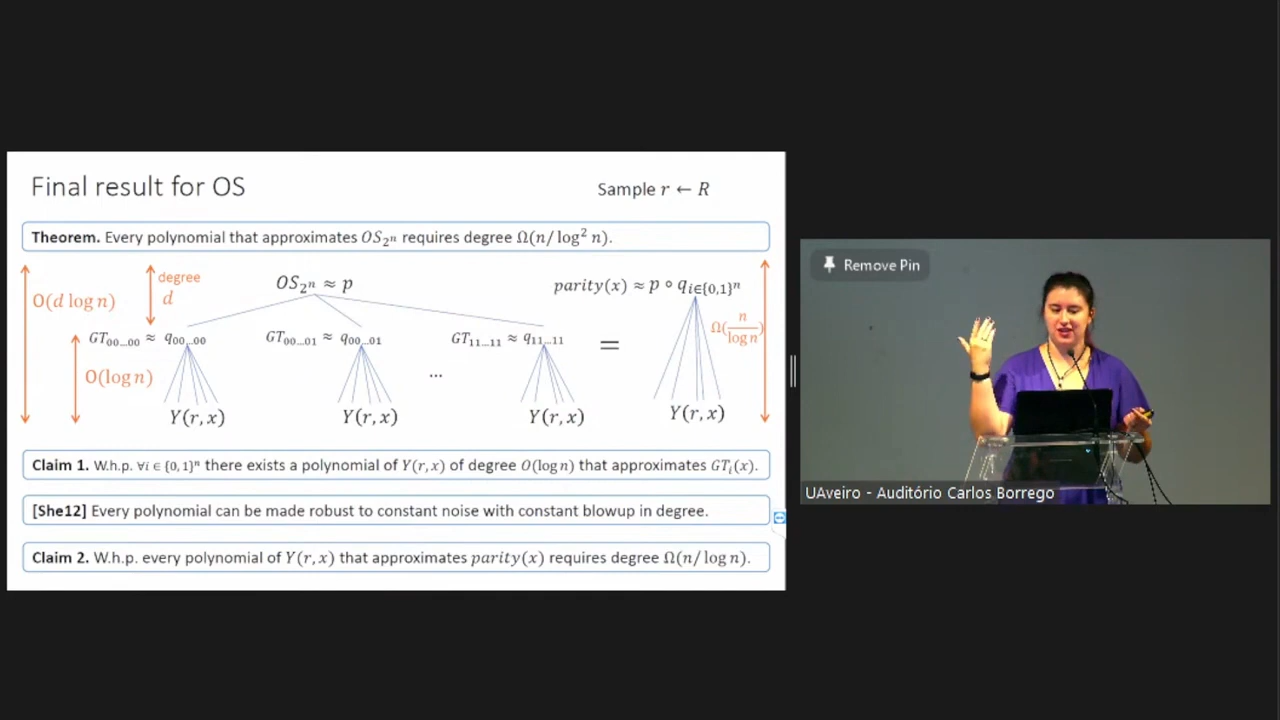 Final result for OS
Sample r ← R
Theorem. Every polynomial that approximates OS_{2^n} requires degree Ω(n/log² n).
O(d log n)
degree
d
OS_{2^n} ≈ p
parity(x) ≈ p ∘ q_{i∈{0,1}^n}
GT_{00…00} ≈ q_{00…00}
GT_{00…01} ≈ q_{00…01}
GT_{11…11} ≈ q_{11…11}
=
Ω(n/log n)
O(log n)
...
Y(r, x)
Y(r, x)
Y(r, x)
Y(r, x)
Claim 1. W.h.p. ∀i ∈ {0,1}^n there exists a polynomial of Y(r, x) of degree O(log n) that approximates GT_i(x).
[She12] Every polynomial can be made robust to constant noise with constant blowup in degree.
Claim 2. W.h.p. every polynomial of Y(r, x) that approximates parity(x) requires degree Ω(n/log n).
Remove Pin
UAveiro - Auditório Carlos Borrego